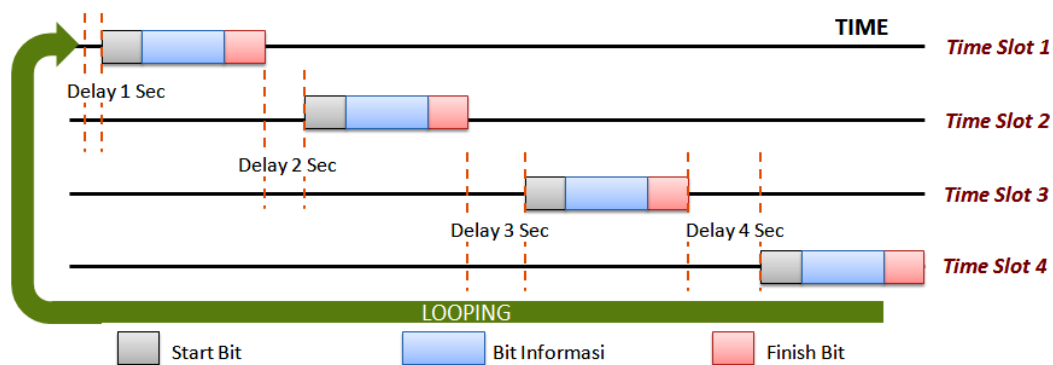 TIME
Time Slot 1
Delay 1 Sec
Time Slot 2
Delay 2 Sec
Time Slot 3
Delay 3 Sec
Delay 4 Sec
Time Slot 4
LOOPING
Start Bit
Bit Informasi
Finish Bit